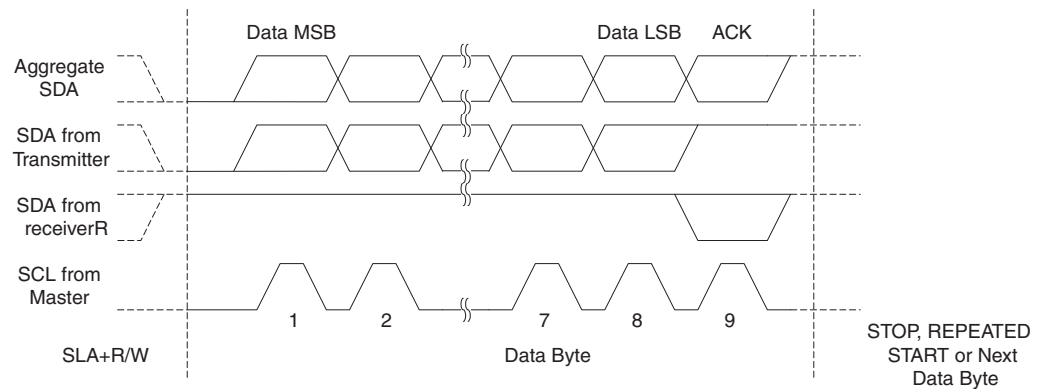 Data MSB
Data LSB
ACK
Aggregate
SDA
SDA from
Transmitter
SDA from
receiverR
SCL from
Master
1
2
7
8
9
SLA+R/W
Data Byte
STOP, REPEATED
START or Next
Data Byte